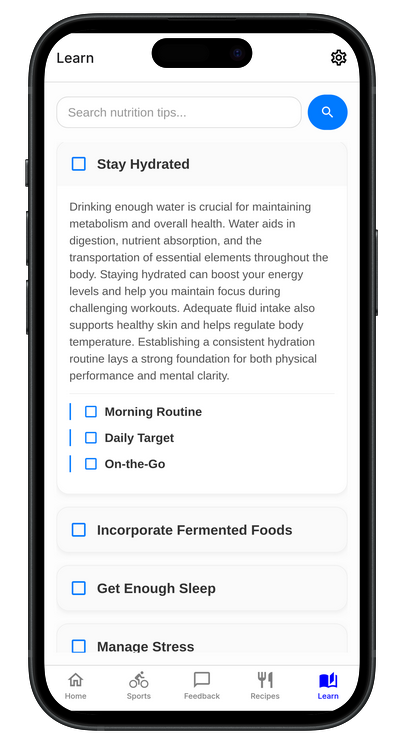 Learn
Search nutrition tips...
Stay Hydrated
Drinking enough water is crucial for maintaining
metabolism and overall health. Water aids in
digestion, nutrient absorption, and the
transportation of essential elements throughout the
body. Staying hydrated can boost your energy
levels and help you maintain focus during
challenging workouts. Adequate fluid intake also
supports healthy skin and helps regulate body
temperature. Establishing a consistent hydration
routine lays a strong foundation for both physical
performance and mental clarity.
Morning Routine
Daily Target
On-the-Go
Incorporate Fermented Foods
Get Enough Sleep
Manage Stress
Home Sports Feedback Recipes Learn